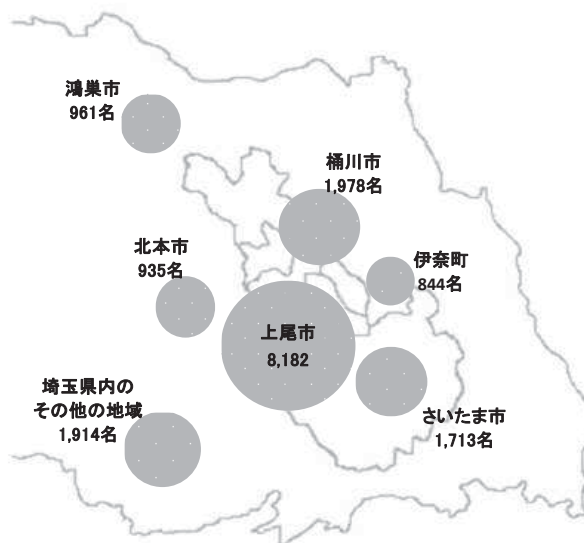 鴻巣市
961名
桶川市
1,978名
北本市
935名
伊奈町
844名
上尾市
8,182
埼玉県内の
その他の地域
1,914名
さいたま市
1,713名